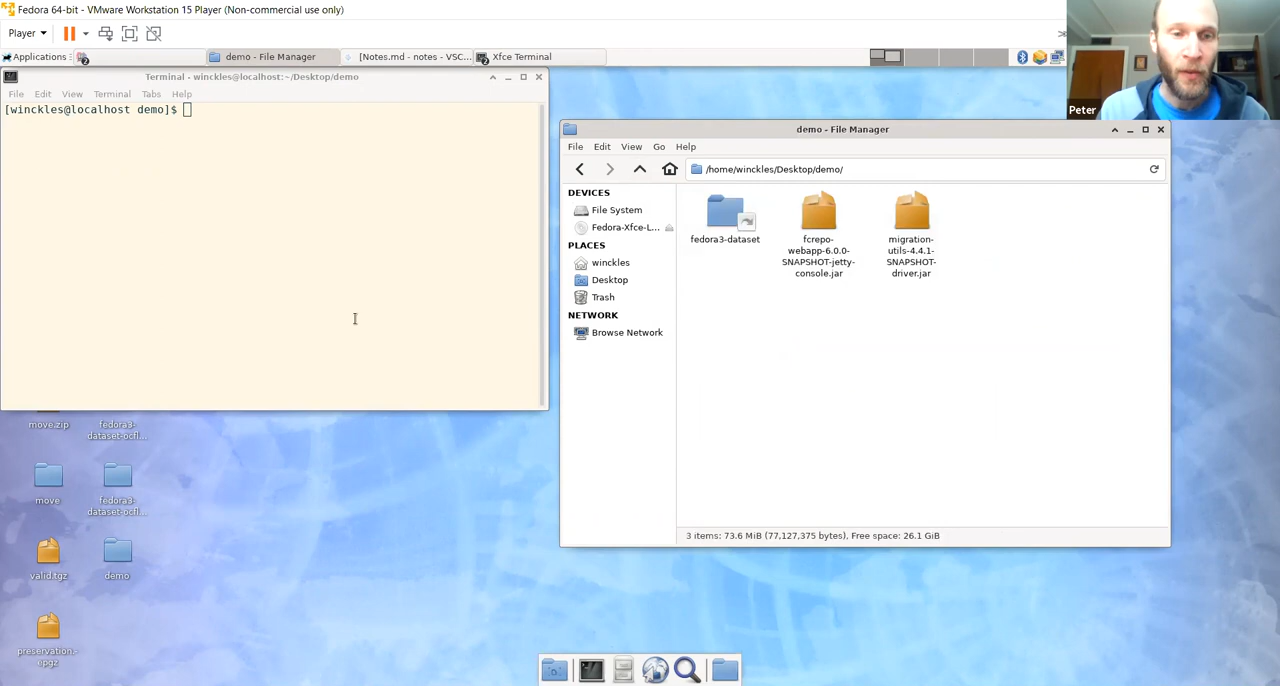 Fedora 64-bit - VMware Workstation 15 Player (Non-commercial use only)
Player
Applications
demo - File Manager
[Notes.md - notes - VSC...
Xfce Terminal
Peter
Terminal - winckles@localhost:~/Desktop/demo
File Edit View Terminal Tabs Help
[winckles@localhost demo]$
demo - File Manager
File Edit View Go Help
/home/winckles/Desktop/demo/
DEVICES
File System
Fedora-Xfce-L...
PLACES
winckles
Desktop
Trash
NETWORK
Browse Network
fedora3-dataset
fcrepo-
webapp-6.0.0-
SNAPSHOT-jetty-
console.jar
migration-
utils-4.4.1-
SNAPSHOT-
driver.jar
3 items: 73.6 MiB (77,127,375 bytes), Free space: 26.1 GiB
move.zip
fedora3-
dataset-ocfl...
move
fedora3-
dataset-ocfl...
valid.tgz
demo
preservation.-
epgz